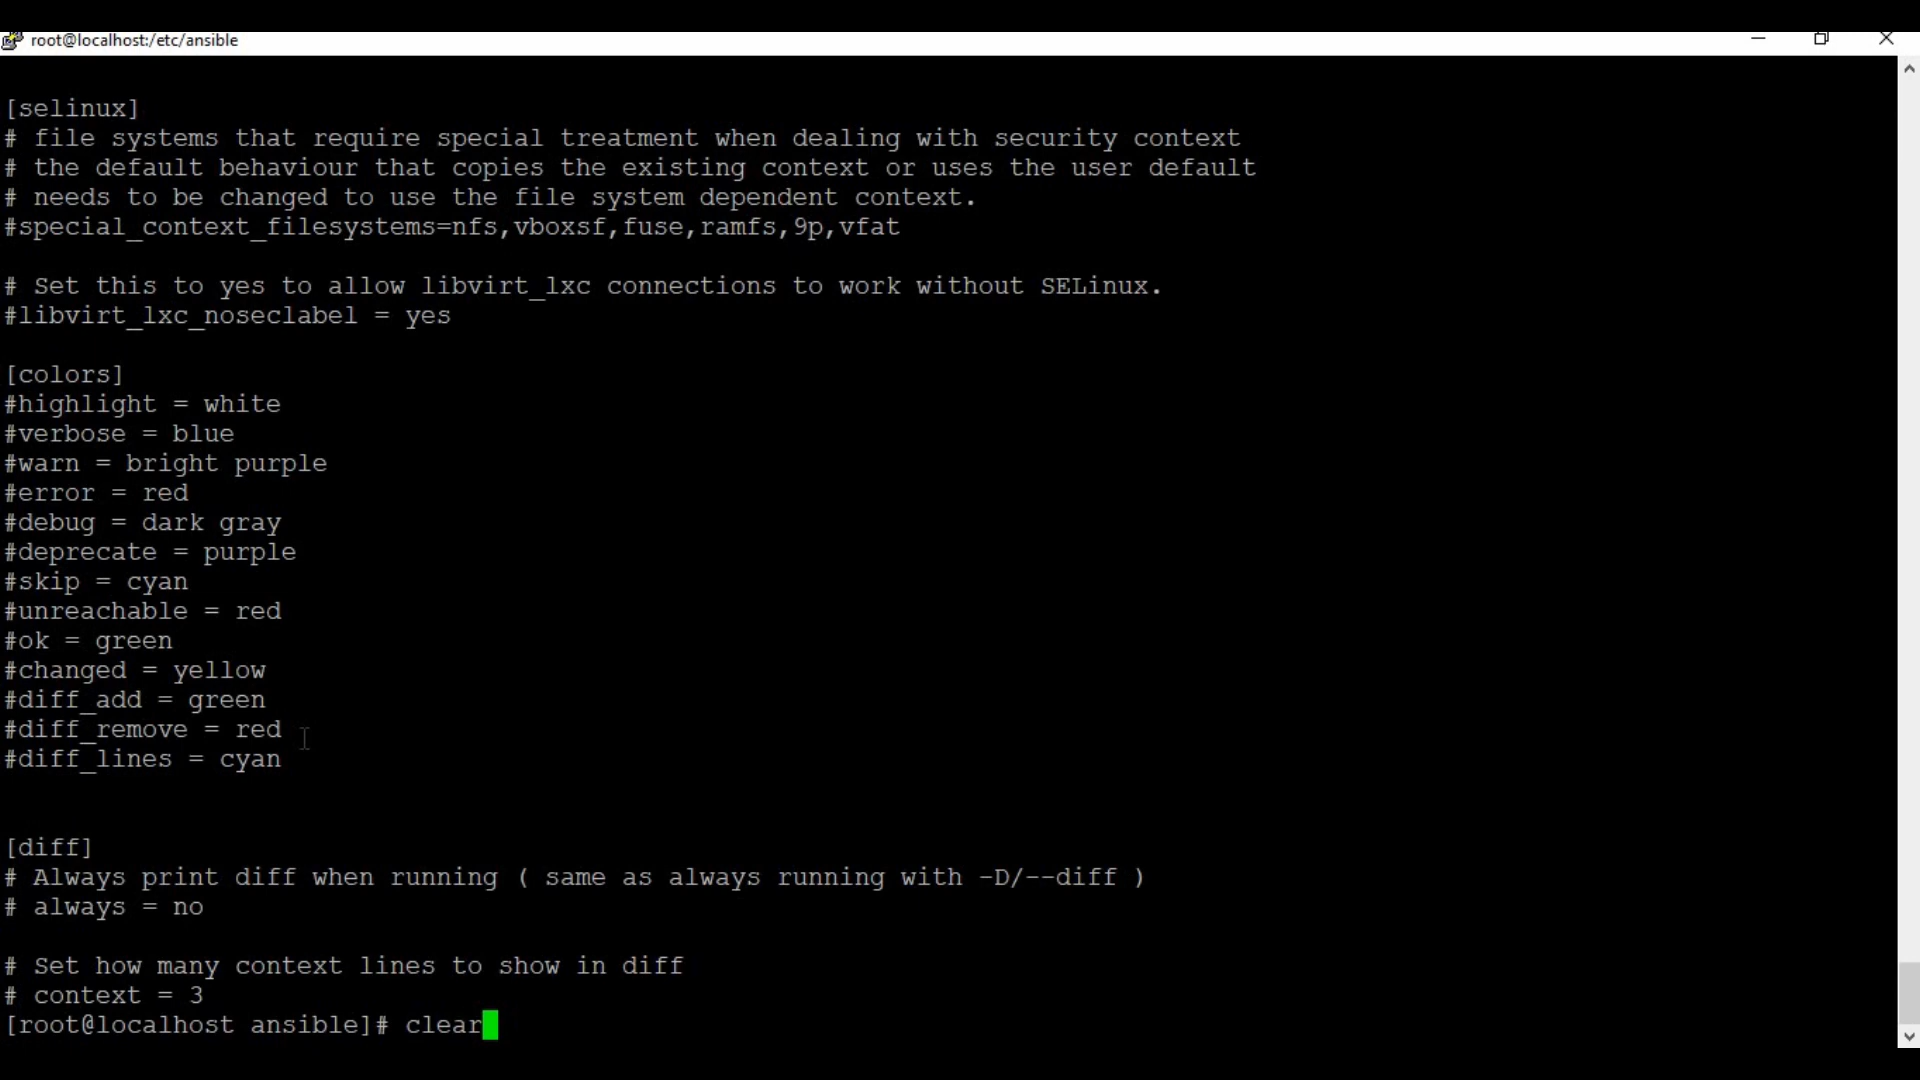 root@localhost:/etc/ansible
[selinux]
# file systems that require special treatment when dealing with security context
# the default behaviour that copies the existing context or uses the user default
# needs to be changed to use the file system dependent context.
#special_context_filesystems=nfs,vboxsf,fuse,ramfs,9p,vfat
# Set this to yes to allow libvirt_lxc connections to work without SELinux.
#libvirt_lxc_noseclabel = yes
[colors]
#highlight = white
#verbose = blue
#warn = bright purple
#error = red
#debug = dark gray
#deprecate = purple
#skip = cyan
#unreachable = red
#ok = green
#changed = yellow
#diff_add = green
#diff_remove = red
#diff_lines = cyan
[diff]
# Always print diff when running ( same as always running with -D/--diff )
# always = no
# Set how many context lines to show in diff
# context = 3
[root@localhost ansible]# clear